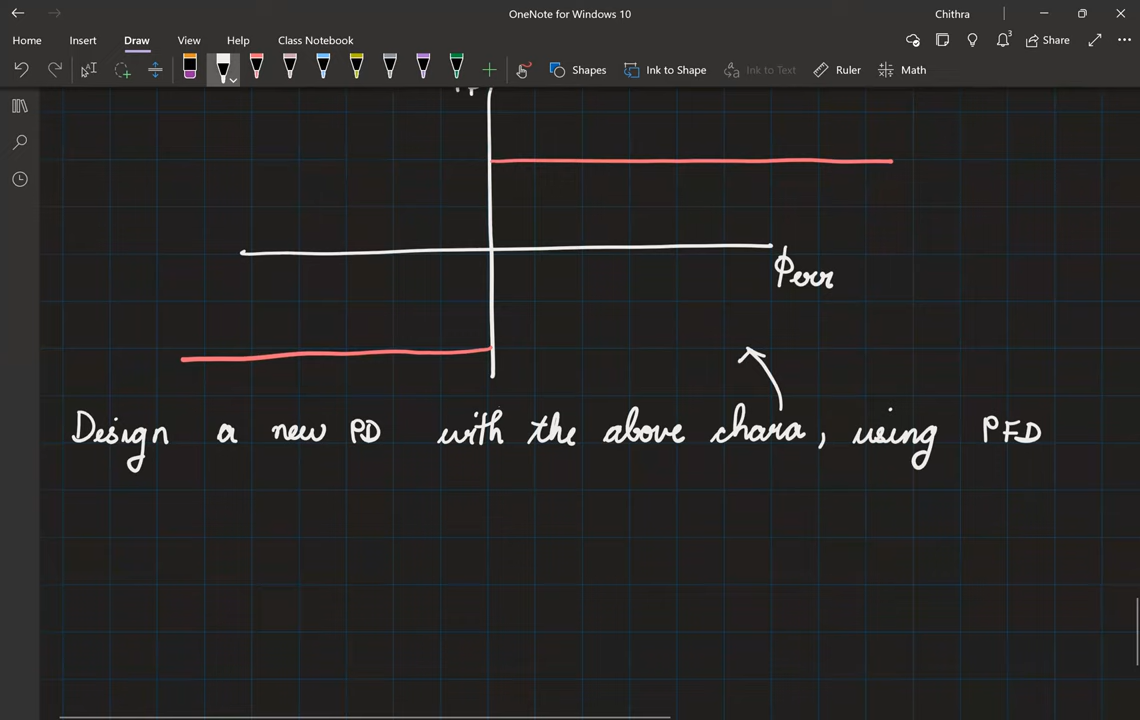 OneNote for Windows 10
Chithra
Home Insert Draw View Help Class Notebook
3 Share
Shapes Ink to Shape Ink to Text Ruler Math
ϕerr
Design a new PD with the above chara, using PFD